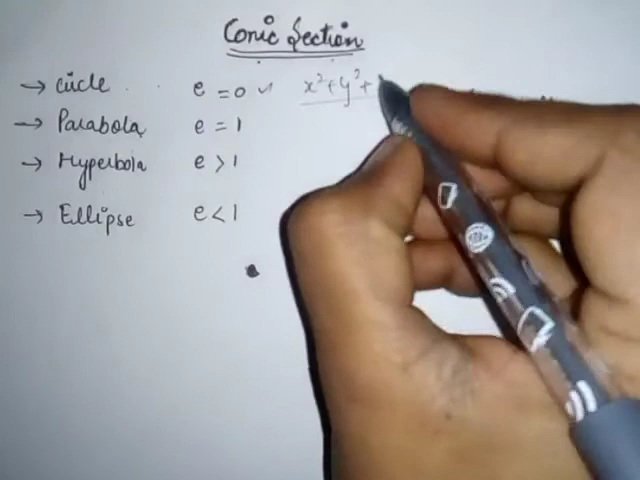 Conic Section
→ Circle e = 0 ✓ x²+y²+
→ Parabola e = 1
→ Hyperbola e > 1
→ Ellipse e < 1